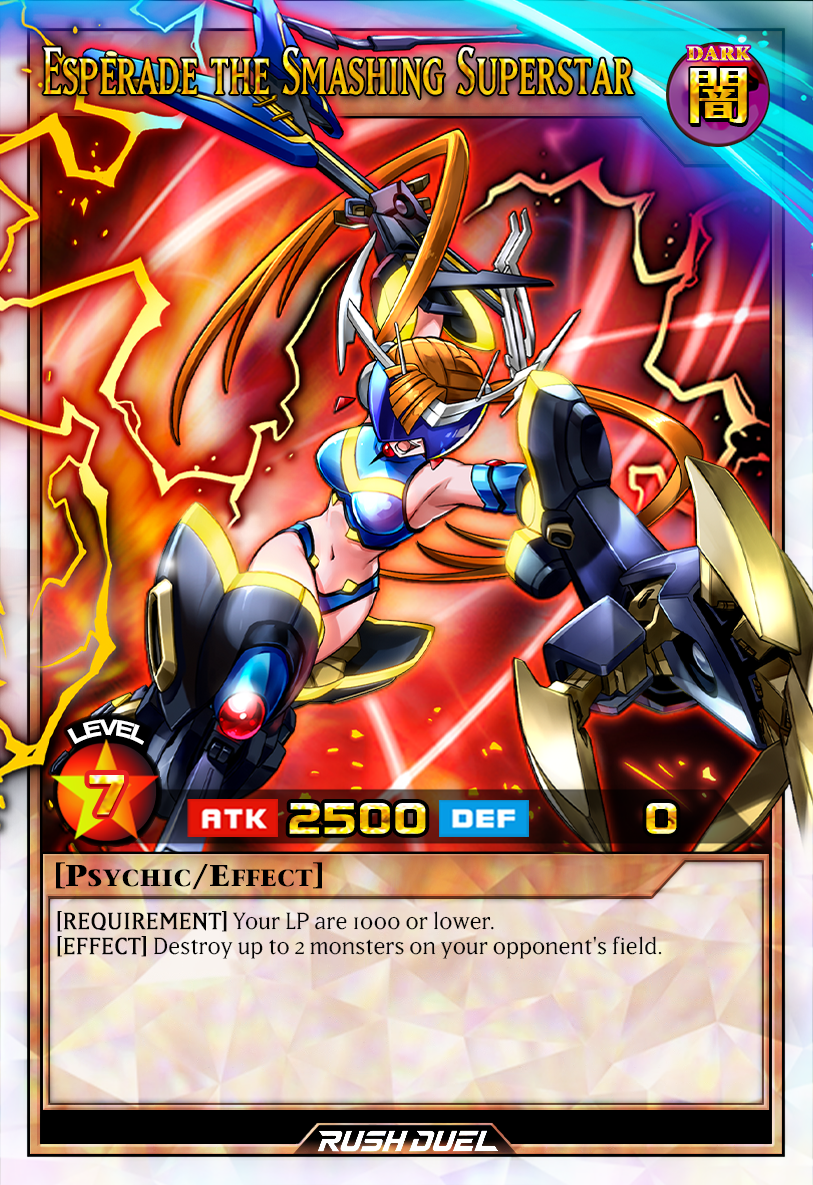 Esperade the Smashing Superstar
DARK
闇
LEVEL
7
ATK 2500 DEF 0
[Psychic/Effect]
[REQUIREMENT] Your LP are 1000 or lower.
[EFFECT] Destroy up to 2 monsters on your opponent's field.
RUSH DUEL